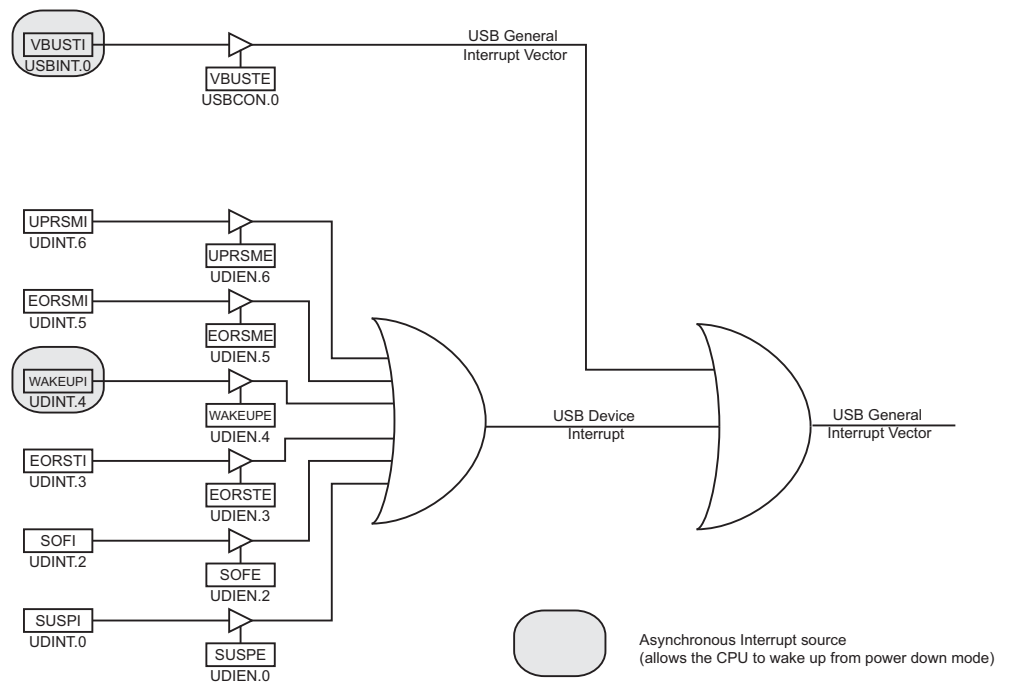 VBUSTI
USBINT.0
VBUSTE
USBCON.0
USB General
Interrupt Vector
UPRSMI
UDINT.6
UPRSME
UDIEN.6
EORSMI
UDINT.5
EORSME
UDIEN.5
WAKEUPI
UDINT.4
WAKEUPE
UDIEN.4
EORSTI
UDINT.3
EORSTE
UDIEN.3
SOFI
UDINT.2
SOFE
UDIEN.2
SUSPI
UDINT.0
SUSPE
UDIEN.0
USB Device
Interrupt
USB General
Interrupt Vector
Asynchronous Interrupt source
(allows the CPU to wake up from power down mode)